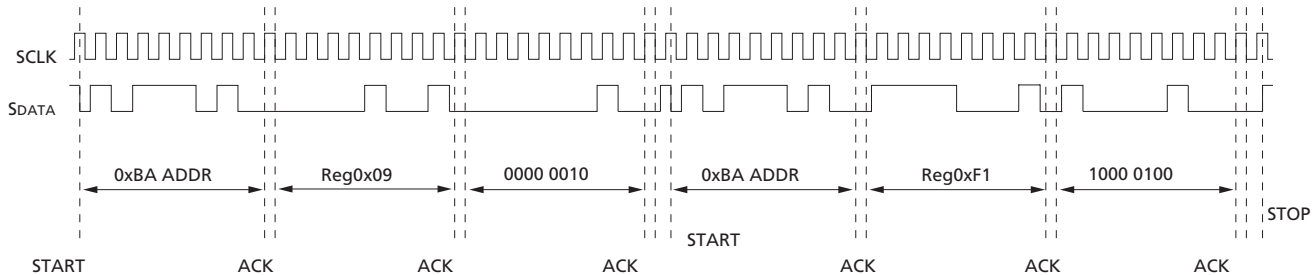 SCLK
SDATA
0xBA ADDR
Reg0x09
0000 0010
0xBA ADDR
Reg0xF1
1000 0100
STOP
START
START
ACK
ACK
ACK
ACK
ACK
ACK